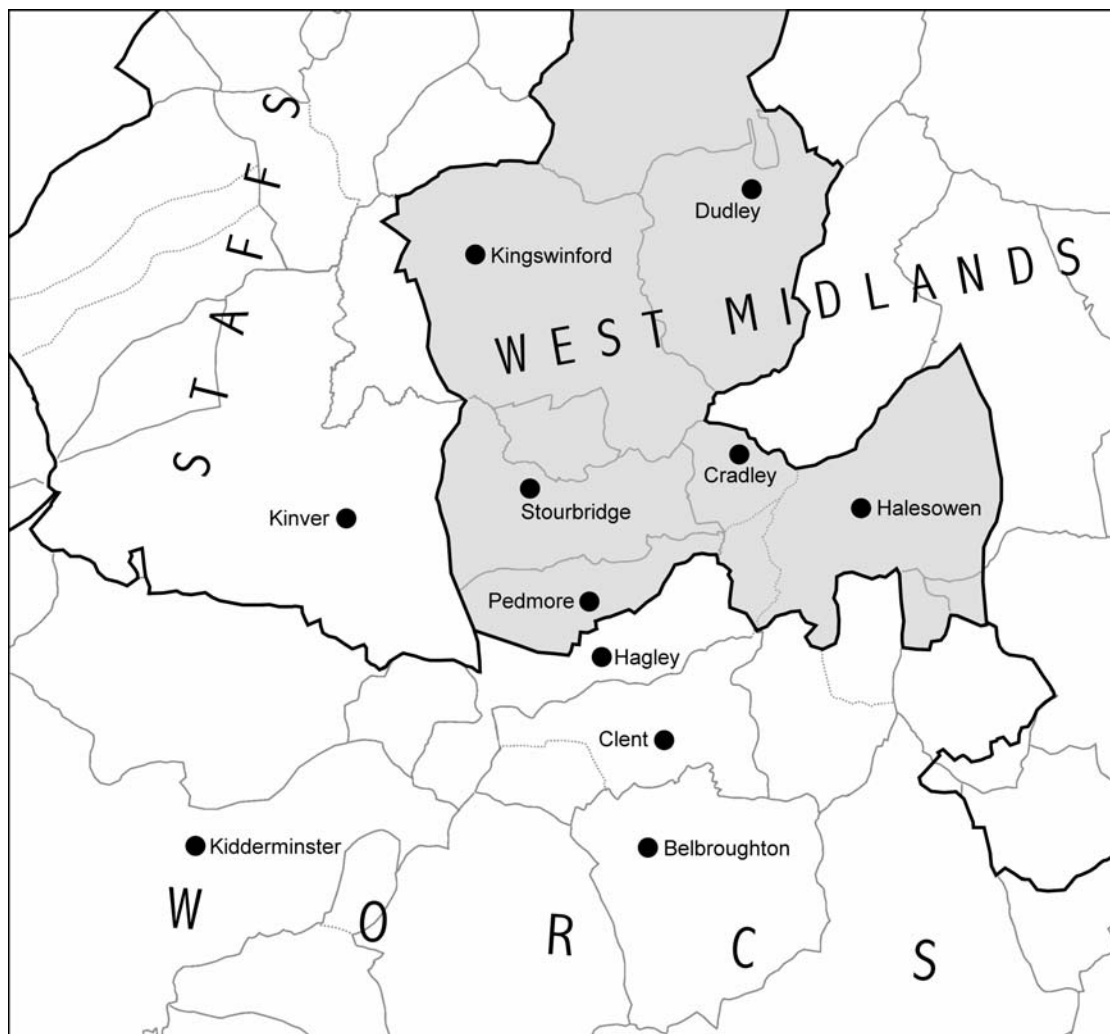 STAFFS
Dudley
Kingswinford
WEST MIDLANDS
Cradley
Stourbridge
Halesowen
Kinver
Pedmore
Hagley
Clent
Kidderminster
Belbroughton
WORCS